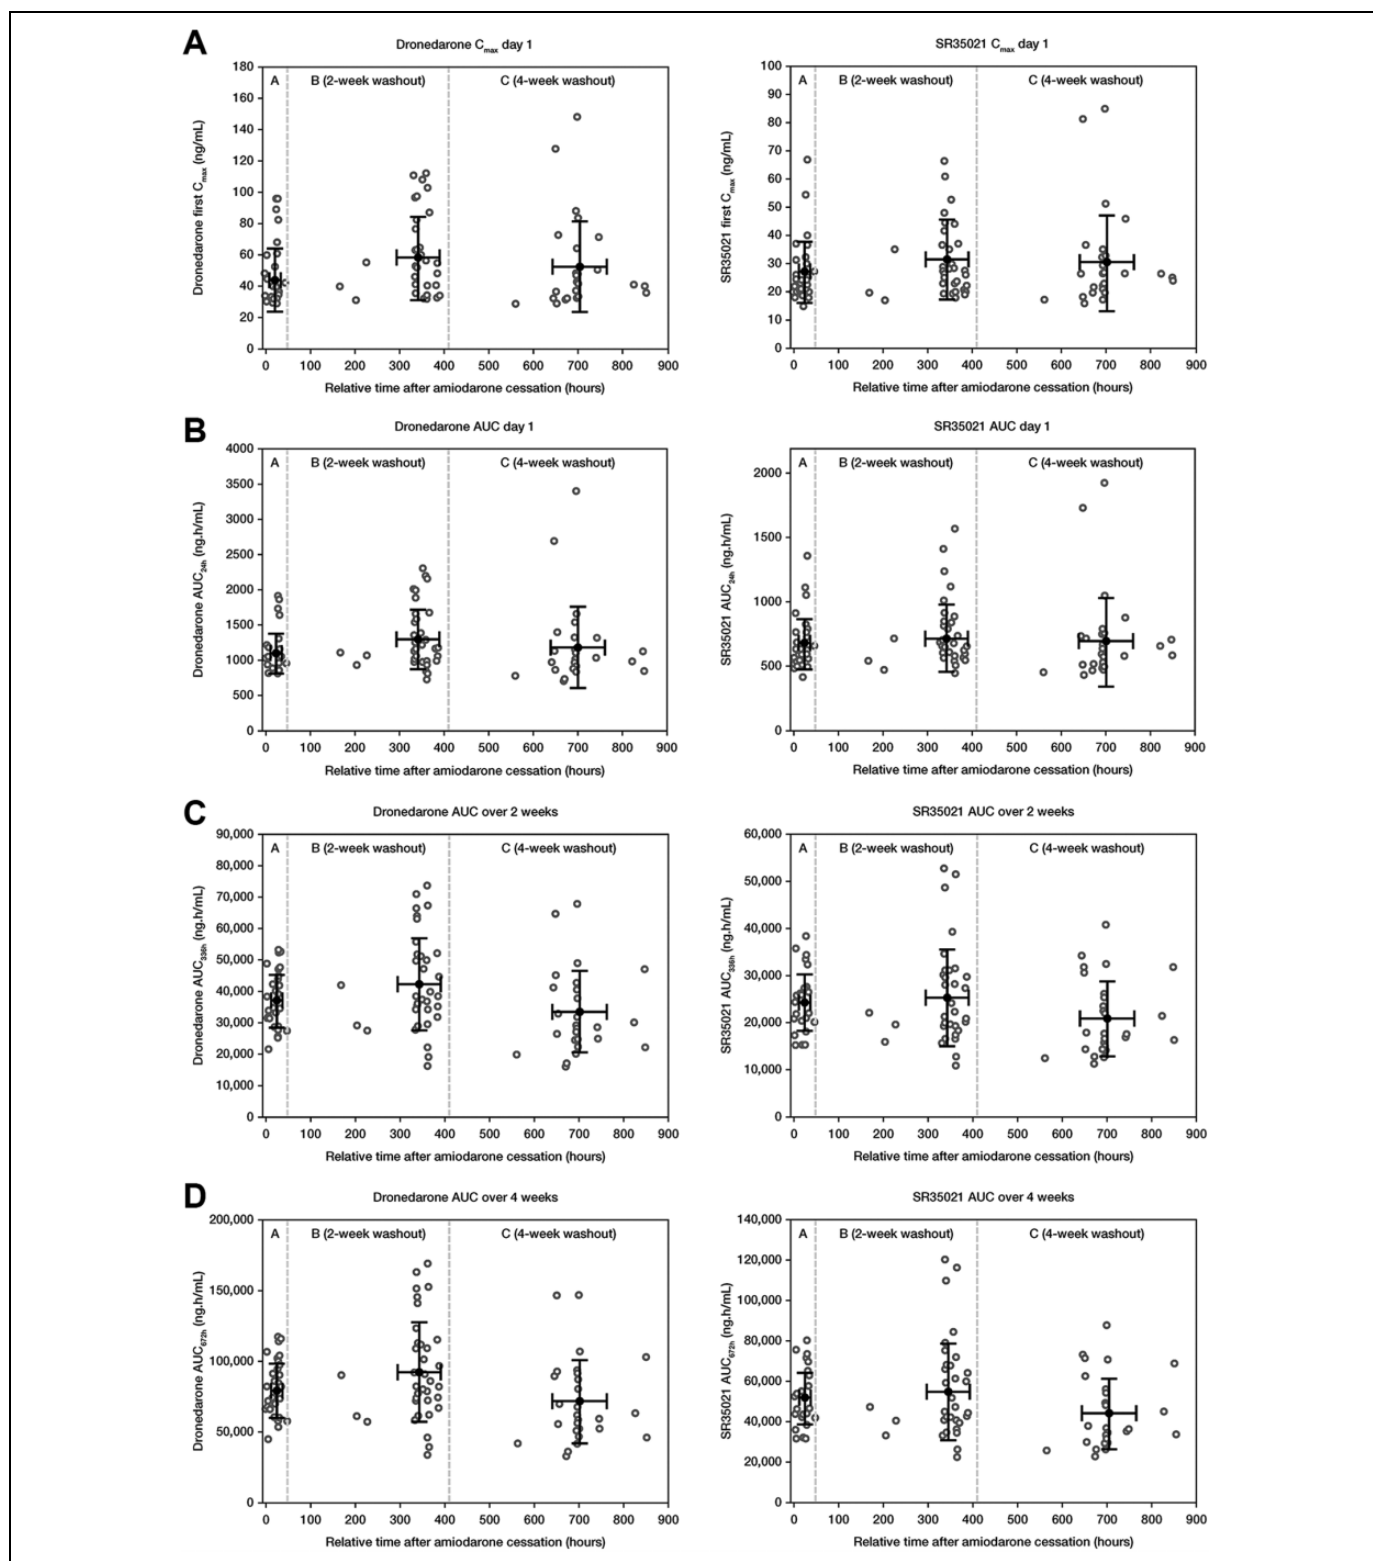 A
Dronedarone Cmax day 1
Dronedarone first Cmax (ng/mL)
180
160
140
120
100
80
60
40
20
0
A
B (2-week washout)
C (4-week washout)
0 100 200 300 400 500 600 700 800 900
Relative time after amiodarone cessation (hours)
SR35021 Cmax day 1
SR35021 first Cmax (ng/mL)
100
90
80
70
60
50
40
30
20
10
0
A
B (2-week washout)
C (4-week washout)
0 100 200 300 400 500 600 700 800 900
Relative time after amiodarone cessation (hours)
B
Dronedarone AUC day 1
Dronedarone AUC24h (ng.h/mL)
4000
3500
3000
2500
2000
1500
1000
500
0
A
B (2-week washout)
C (4-week washout)
0 100 200 300 400 500 600 700 800 900
Relative time after amiodarone cessation (hours)
SR35021 AUC day 1
SR35021 AUC24h (ng.h/mL)
2000
1500
1000
500
0
A
B (2-week washout)
C (4-week washout)
0 100 200 300 400 500 600 700 800 900
Relative time after amiodarone cessation (hours)
C
Dronedarone AUC over 2 weeks
Dronedarone AUC336h (ng.h/mL)
90,000
80,000
70,000
60,000
50,000
40,000
30,000
20,000
10,000
0
A
B (2-week washout)
C (4-week washout)
0 100 200 300 400 500 600 700 800 900
Relative time after amiodarone cessation (hours)
SR35021 AUC over 2 weeks
SR35021 AUC336h (ng.h/mL)
60,000
50,000
40,000
30,000
20,000
10,000
0
A
B (2-week washout)
C (4-week washout)
0 100 200 300 400 500 600 700 800 900
Relative time after amiodarone cessation (hours)
D
Dronedarone AUC over 4 weeks
Dronedarone AUC672h (ng.h/mL)
200,000
150,000
100,000
50,000
0
A
B (2-week washout)
C (4-week washout)
0 100 200 300 400 500 600 700 800 900
Relative time after amiodarone cessation (hours)
SR35021 AUC over 4 weeks
SR35021 AUC672h (ng.h/mL)
140,000
120,000
100,000
80,000
60,000
40,000
20,000
0
A
B (2-week washout)
C (4-week washout)
0 100 200 300 400 500 600 700 800 900
Relative time after amiodarone cessation (hours)